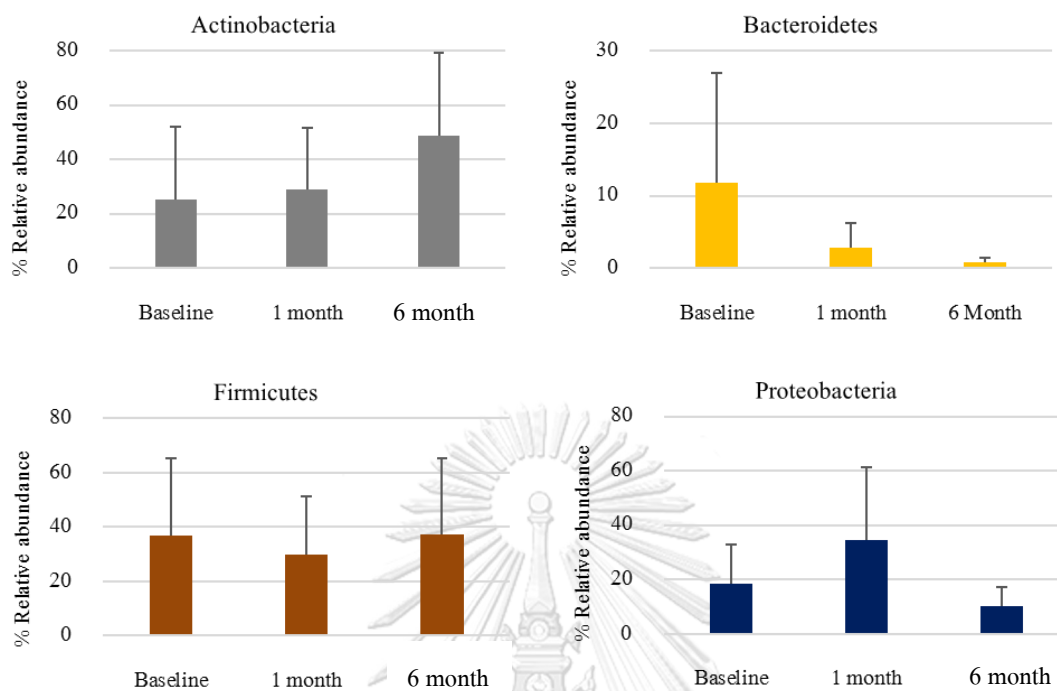 Actinobacteria
% Relative abundance
80
60
40
20
0
Baseline 1 month 6 month
Bacteroidetes
% Relative abundance
30
20
10
0
Baseline 1 month 6 Month
Firmicutes
% Relative abundance
80
60
40
20
0
Baseline 1 month 6 month
Proteobacteria
% Relative abundance
80
60
40
20
0
Baseline 1 month 6 month